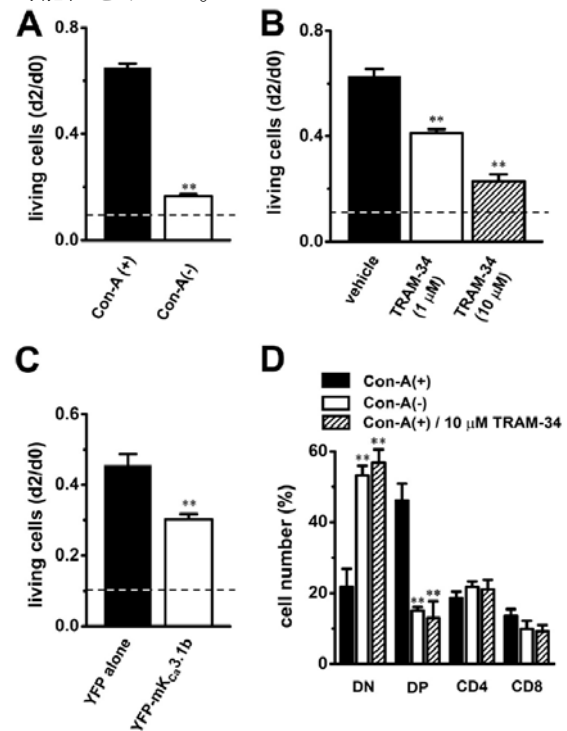 A
living cells (d2/d0)
0.8
0.4
0.0
**
Con-A (+)
Con-A(-)
B
living cells (d2/d0)
0.8
0.4
0.0
**
**
vehicle
TRAM-34
(1 μM)
TRAM-34
(10 μM)
C
living cells (d2/d0)
0.6
0.4
0.2
0.0
**
YFP alone
YFP-mKCa3.1b
D
Con-A(+)
Con-A(-)
Con-A(+) / 10 μM TRAM-34
cell number (%)
60
40
20
0
**
**
**
**
DN
DP
CD4
CD8